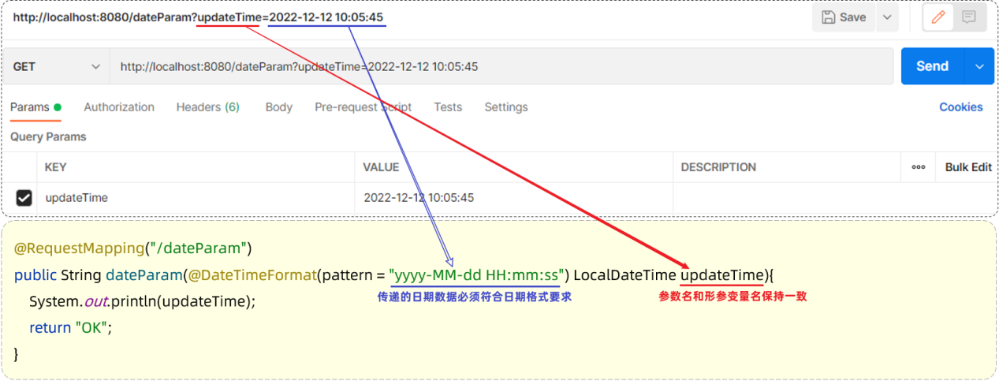 http://localhost:8080/dateParam?updateTime=2022-12-12 10:05:45
Save
GET
http://localhost:8080/dateParam?updateTime=2022-12-12 10:05:45
Send
Params Authorization Headers (6) Body Pre-request Script Tests Settings Cookies
Query Params
KEY VALUE DESCRIPTION ooo Bulk Edit
updateTime 2022-12-12 10:05:45
@RequestMapping("/dateParam")
public String dateParam(@DateTimeFormat(pattern = "yyyy-MM-dd HH:mm:ss") LocalDateTime updateTime){
传递的日期数据必须符合日期格式要求 参数名和形参变量名保持一致
System.out.println(updateTime);
return "OK";
}